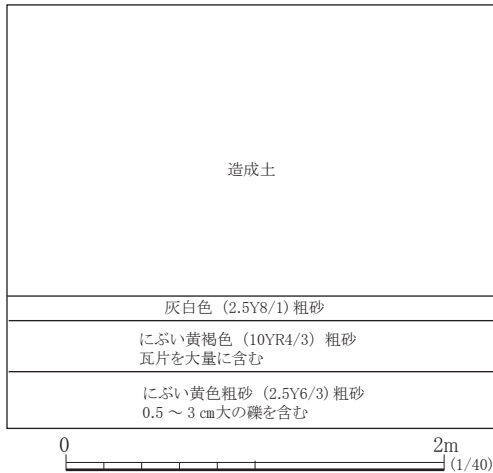 造成土
灰白色（2.5Y8/1）粗砂
にぶい黄褐色（10YR4/3）粗砂
瓦片を大量に含む
にぶい黄色粗砂（2.5Y6/3）粗砂
0.5 ～ 3 ㎝大の礫を含む
0 2m
(1/40)